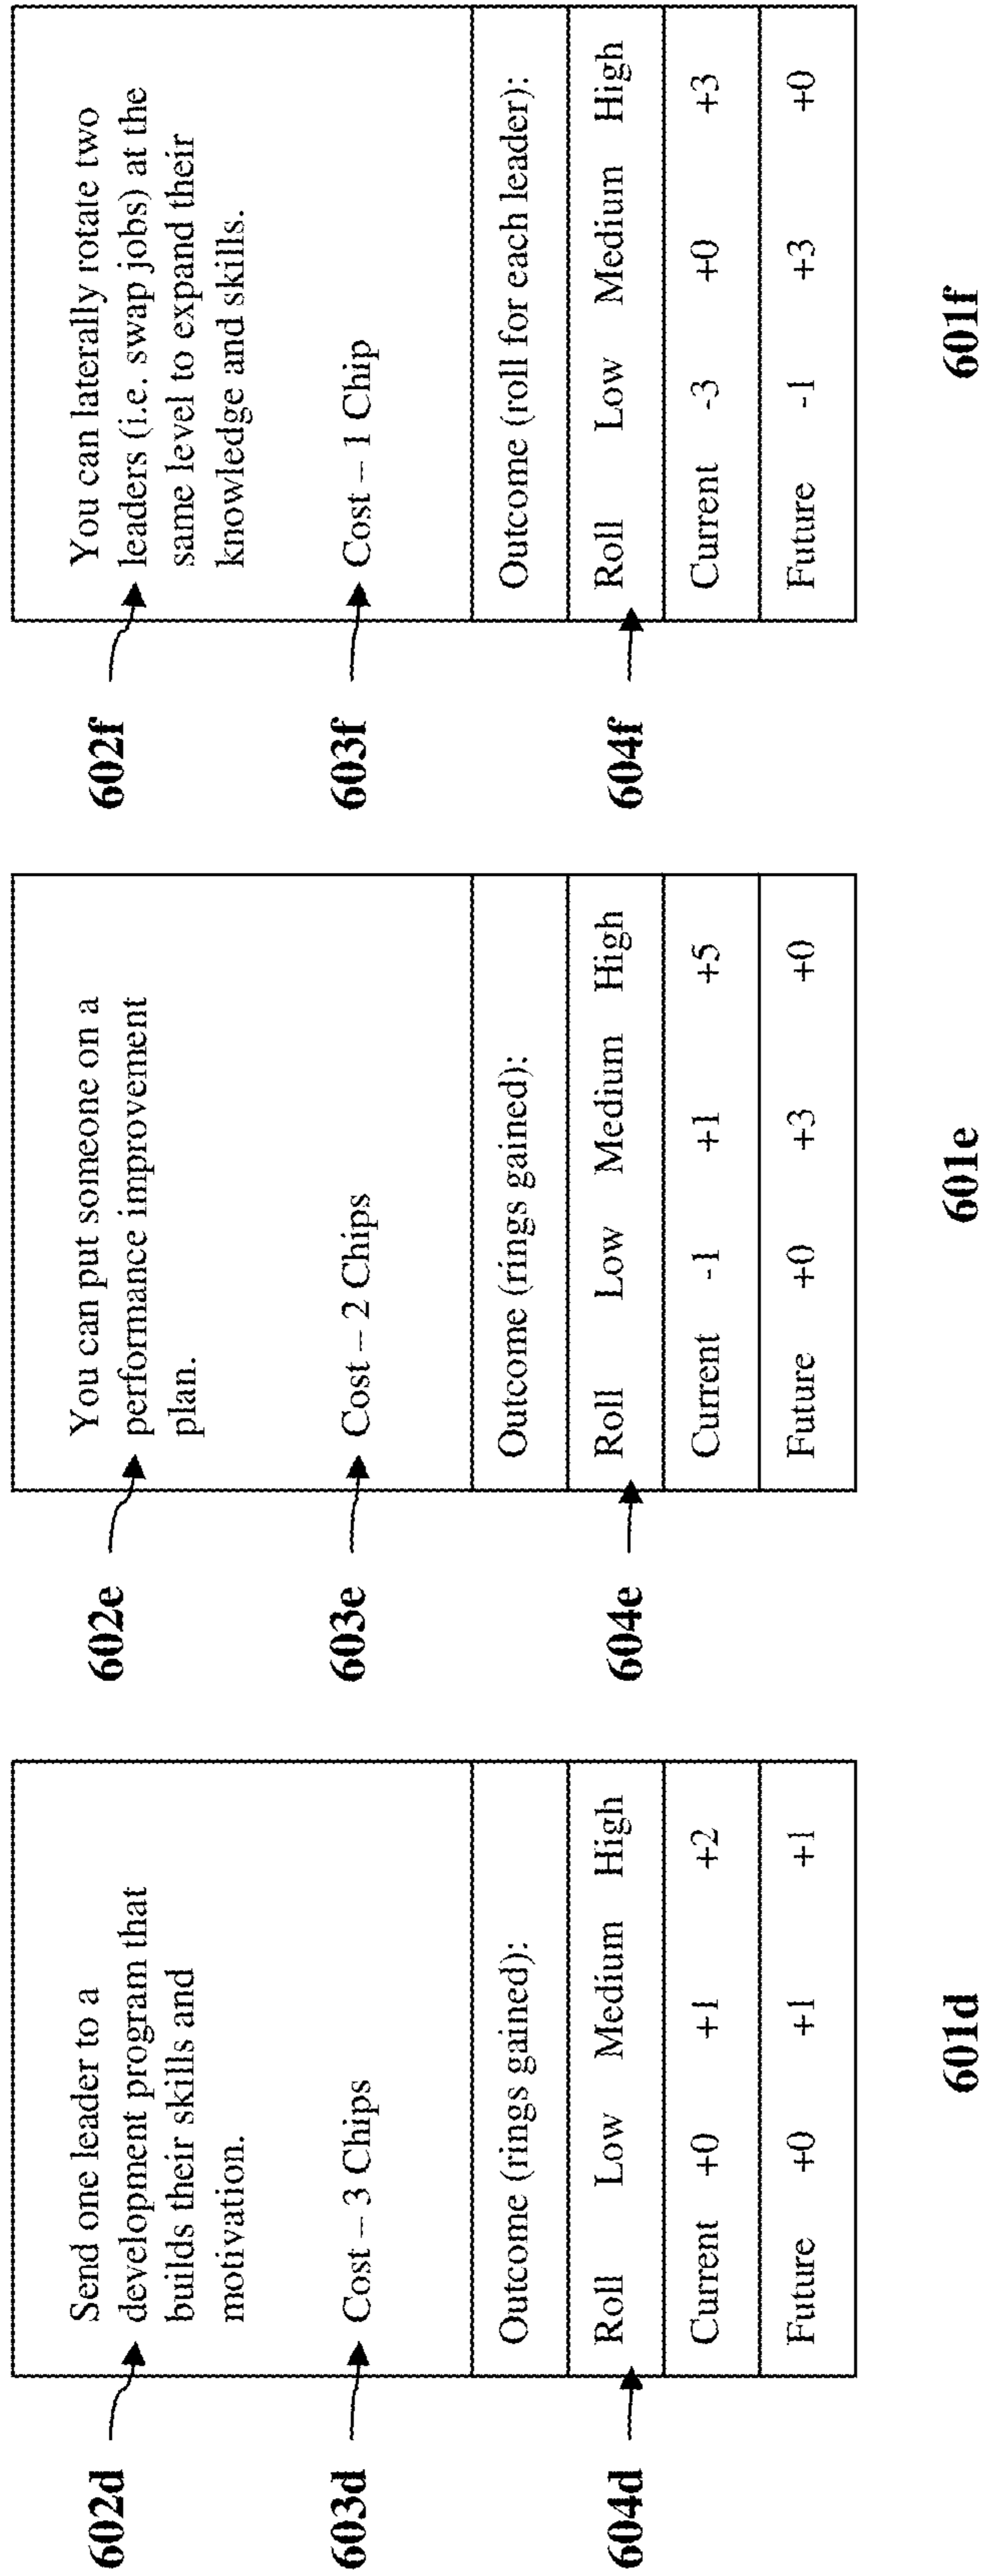 602d
Send one leader to a
development program that
builds their skills and
motivation.
603d
Cost – 3 Chips
Outcome (rings gained):
604d
Roll Low Medium High
Current +0 +1 +2
Future +0 +1 +1
601d
602e
You can put someone on a
performance improvement
plan.
603e
Cost – 2 Chips
Outcome (rings gained):
604e
Roll Low Medium High
Current -1 +1 +5
Future +0 +3 +0
601e
602f
You can laterally rotate two
leaders (i.e. swap jobs) at the
same level to expand their
knowledge and skills.
603f
Cost – 1 Chip
Outcome (roll for each leader):
604f
Roll Low Medium High
Current -3 +0 +3
Future -1 +3 +0
601f